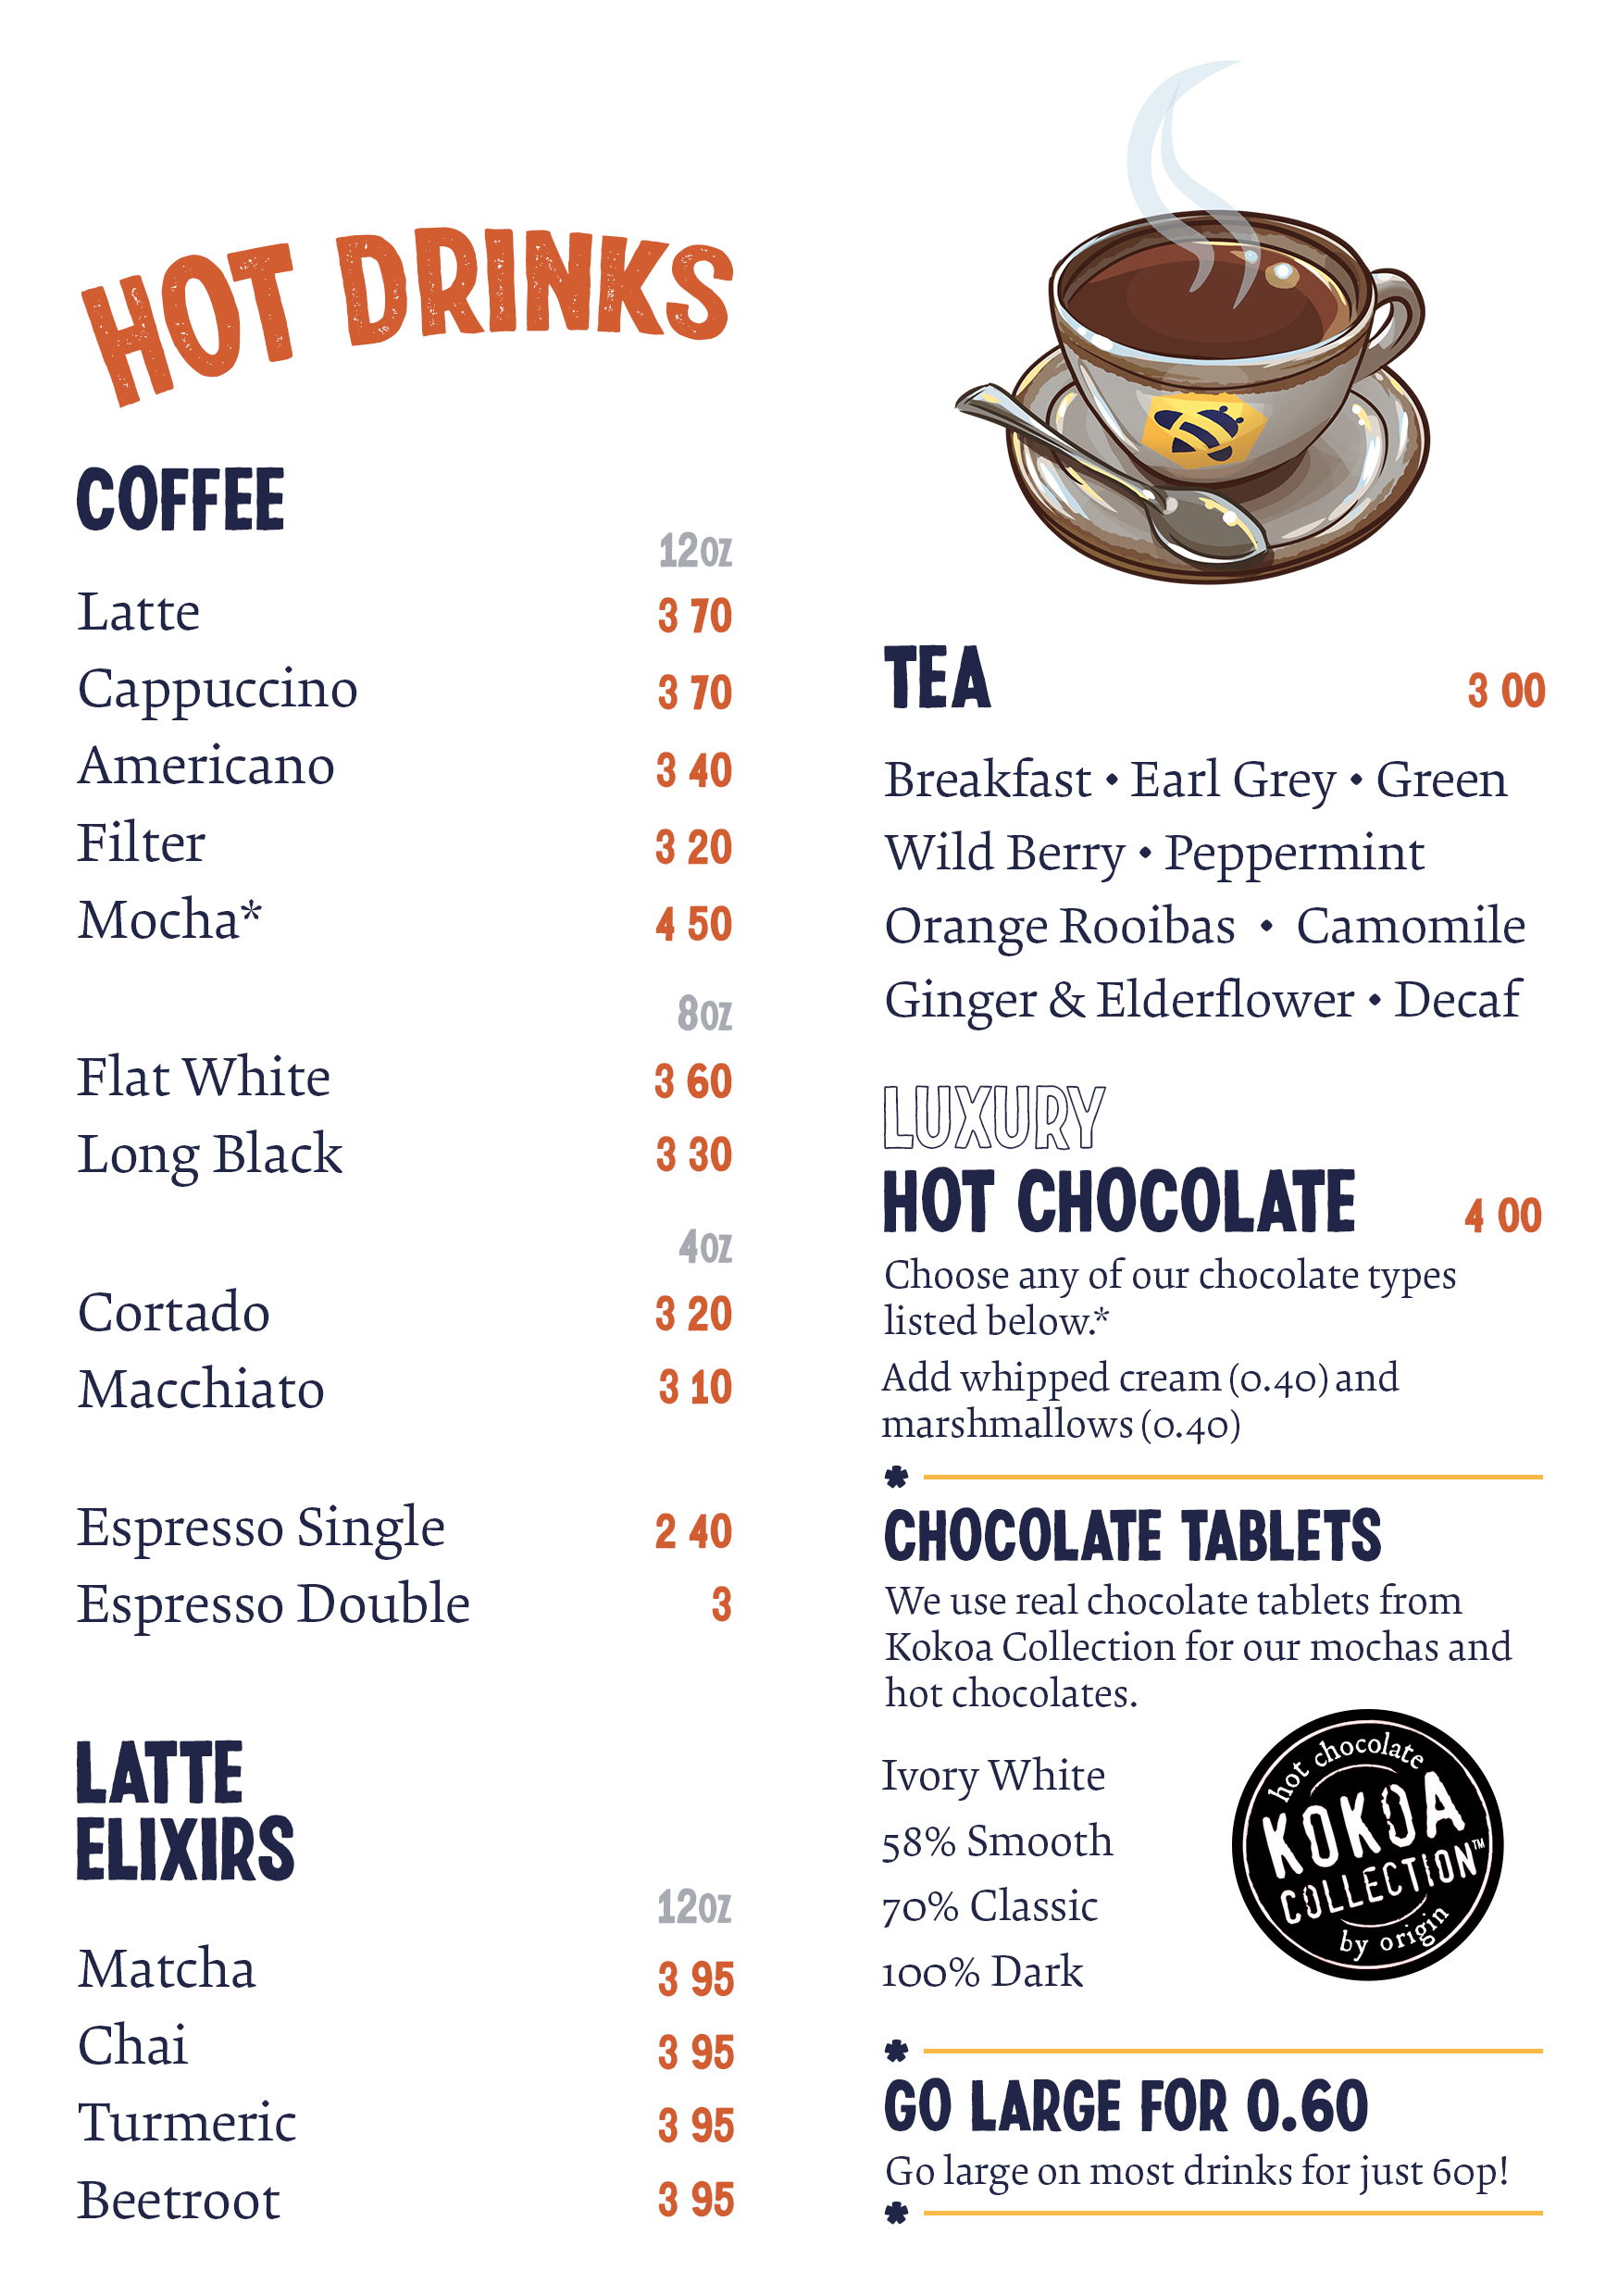 HOT DRINKS
COFFEE
12OZ
Latte 3 70
Cappuccino 3 70
Americano 3 40
Filter 3 20
Mocha* 4 50
8OZ
Flat White 3 60
Long Black 3 30
4OZ
Cortado 3 20
Macchiato 3 10
Espresso Single 2 40
Espresso Double 3
LATTE
ELIXIRS
12OZ
Matcha 3 95
Chai 3 95
Turmeric 3 95
Beetroot 3 95
TEA 3 00
Breakfast • Earl Grey • Green
Wild Berry • Peppermint
Orange Rooibas • Camomile
Ginger & Elderflower • Decaf
LUXURY
HOT CHOCOLATE 4 00
Choose any of our chocolate types
listed below.*
Add whipped cream (0.40) and
marshmallows (0.40)
*
CHOCOLATE TABLETS
We use real chocolate tablets from
Kokoa Collection for our mochas and
hot chocolates.
Ivory White
58% Smooth
70% Classic
100% Dark
hot chocolate
KOKOA
COLLECTION™
by origin
*
GO LARGE FOR 0.60
Go large on most drinks for just 60p!
*